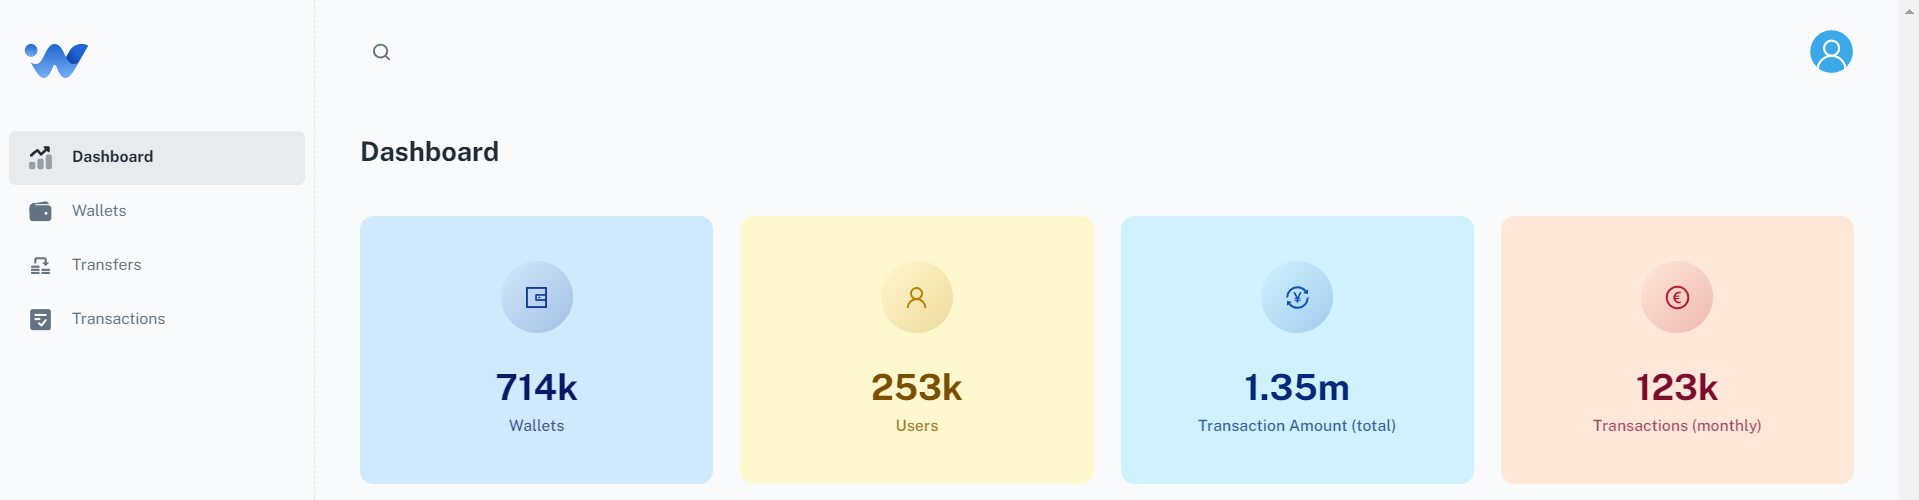 Dashboard
Wallets
Transfers
Transactions
Dashboard
714k
Wallets
253k
Users
1.35m
Transaction Amount (total)
123k
Transactions (monthly)